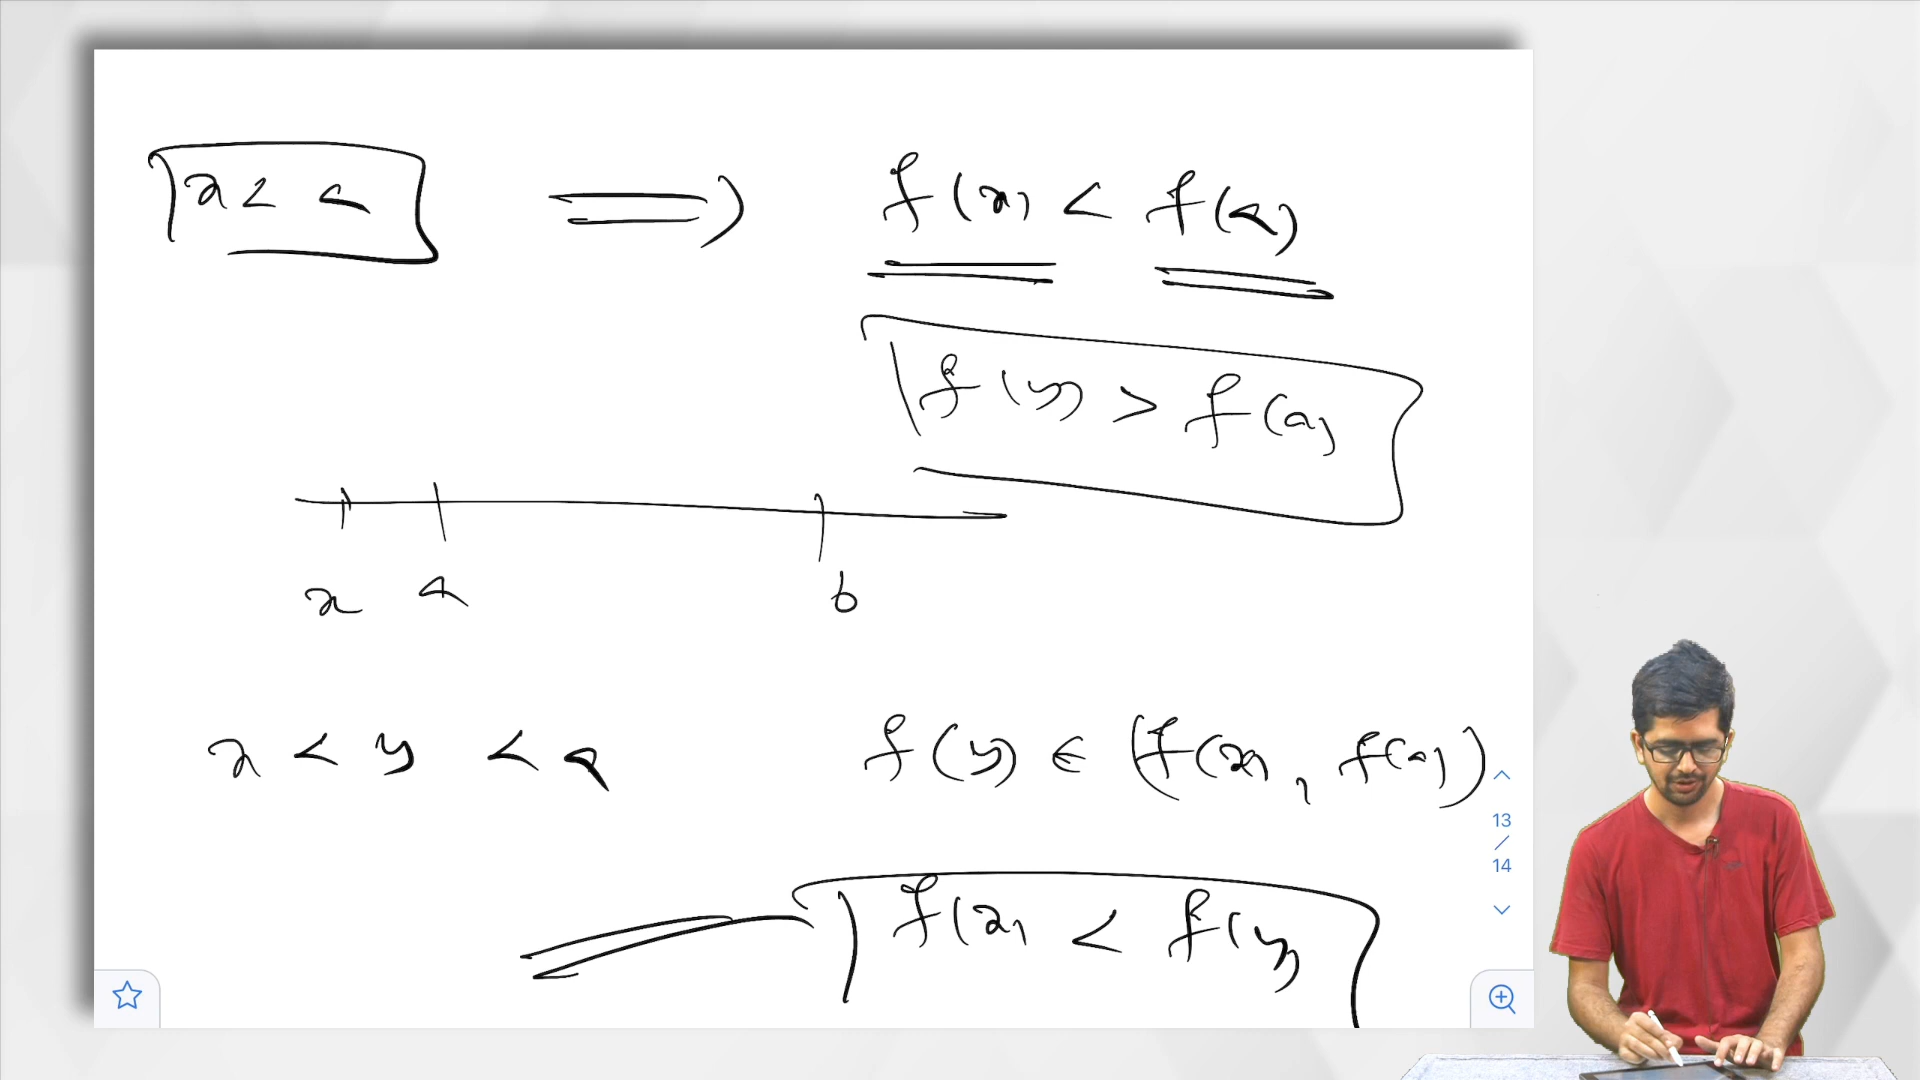 x < a ⟹ f(x) < f(a)
f(y) > f(a)
x a b
x < y < a f(y) ∈ (f(x), f(a))
f(x) < f(y)
13
/
14